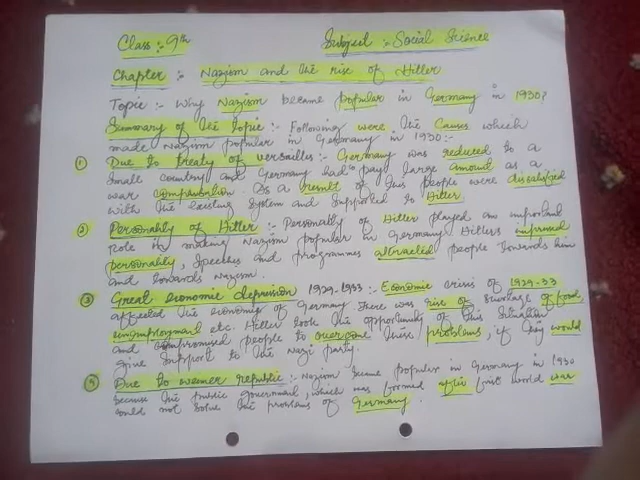 Class :- 9th Subject :- Social Science
Chapter :- Nazism and the rise of Hitler
Topic :- Why Nazism became popular in Germany in 1930?
Summary of the topic :- Following were the causes which
made Nazism popular in Germany in 1930:-
① Due to treaty of versailles :- Germany was reduced to a
small country and Germany had pay large amount as a
war compensation. As a result of this people were dissatisfied
with the existing system and supported to Hitler
② Personality of Hitler :- Personality of Hitler played an important
role in making Nazism popular in Germany. Hitler's
personality, speeches and programmes attracted people towards him
and towards Nazism.
③ Great economic depression 1929-1933 :- Economic crisis of 1929-33
affected the economy of Germany. There was rise of shortage of food,
unemployment etc. Hitler took the opportunity of this situation
and people to overcome these problems, if they would
give support to the Nazi party.
④ Due to republic :- Nazism became popular in Germany in 1930
because the public government, which was formed after first world war
could not solve the problems of Germany.